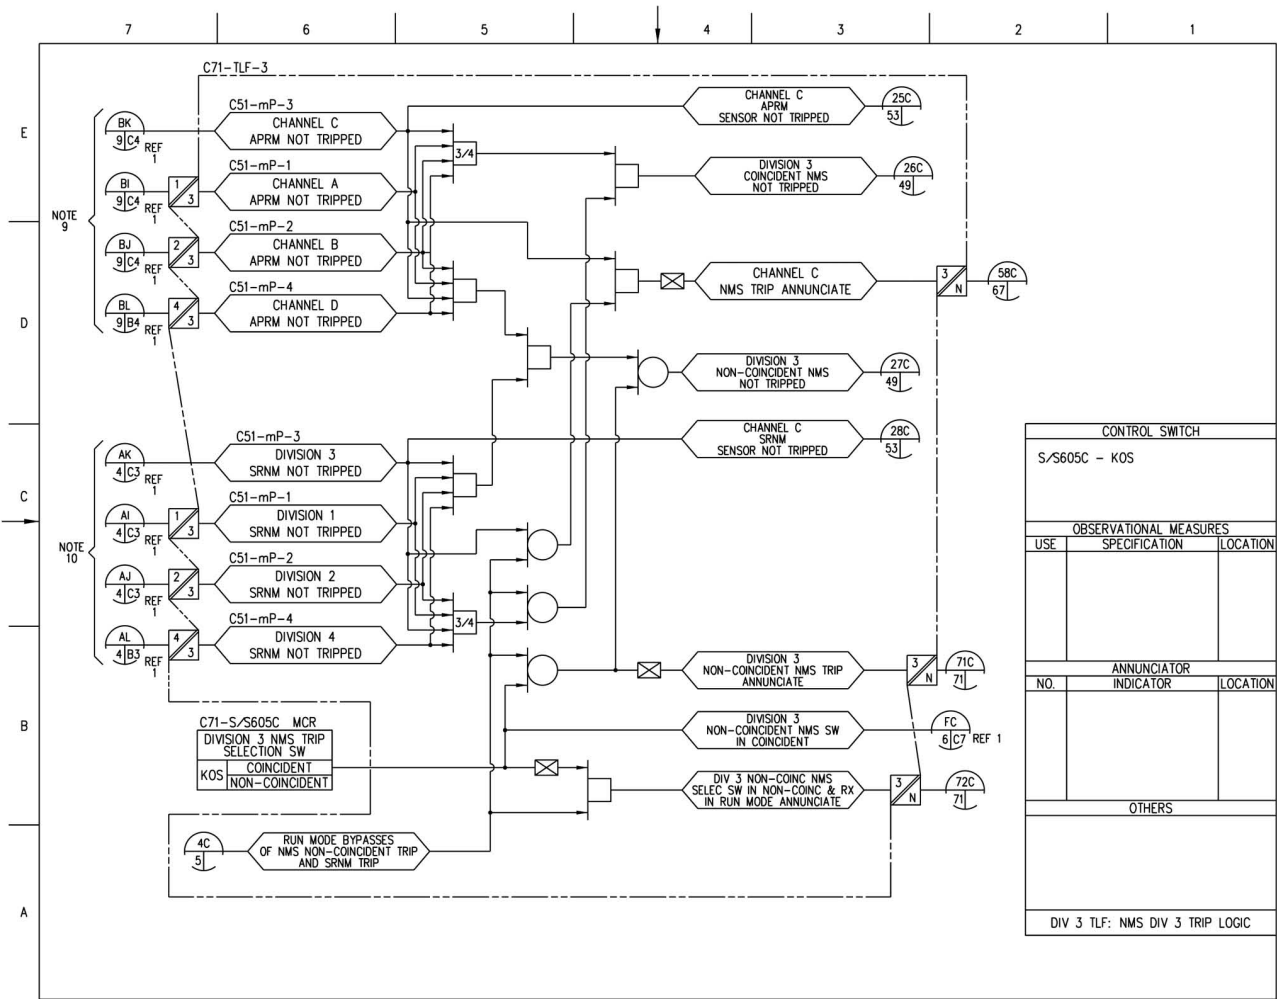 7 6 5 4 3 2 1
E
D
C
B
A
C71-TLF-3
NOTE
9
BK
9 C4
REF
1
BI
9 C4
REF
1
1
3
BJ
9 C4
REF
1
2
3
BL
9 B4
REF
1
4
3
C51-mP-3
CHANNEL C
APRM NOT TRIPPED
C51-mP-1
CHANNEL A
APRM NOT TRIPPED
C51-mP-2
CHANNEL B
APRM NOT TRIPPED
C51-mP-4
CHANNEL D
APRM NOT TRIPPED
3/4
CHANNEL C
APRM
SENSOR NOT TRIPPED
25C
53
DIVISION 3
COINCIDENT NMS
NOT TRIPPED
26C
49
CHANNEL C
NMS TRIP ANNUNCIATE
3
N
58C
67
DIVISION 3
NON-COINCIDENT NMS
NOT TRIPPED
27C
49
CHANNEL C
SRNM
SENSOR NOT TRIPPED
28C
53
NOTE
10
AK
4 C3
REF
1
AI
4 C3
REF
1
1
3
AJ
4 C3
REF
1
2
3
AL
4 B3
REF
1
4
3
C51-mP-3
DIVISION 3
SRNM NOT TRIPPED
C51-mP-1
DIVISION 1
SRNM NOT TRIPPED
C51-mP-2
DIVISION 2
SRNM NOT TRIPPED
C51-mP-4
DIVISION 4
SRNM NOT TRIPPED
3/4
DIVISION 3
NON-COINCIDENT NMS TRIP
ANNUNCIATE
3
N
71C
71
C71-S/S605C MCR
DIVISION 3 NMS TRIP
SELECTION SW
KOS
COINCIDENT
NON-COINCIDENT
DIVISION 3
NON-COINCIDENT NMS SW
IN COINCIDENT
FC
6 C7
REF 1
DIV 3 NON-COINC NMS
SELEC SW IN NON-COINC & RX
IN RUN MODE ANNUNCIATE
3
N
72C
71
4C
5
RUN MODE BYPASSES
OF NMS NON-COINCIDENT TRIP
AND SRNM TRIP
CONTROL SWITCH
S/S605C - KOS
OBSERVATIONAL MEASURES
USE SPECIFICATION LOCATION
ANNUNCIATOR
NO. INDICATOR LOCATION
OTHERS
DIV 3 TLF: NMS DIV 3 TRIP LOGIC